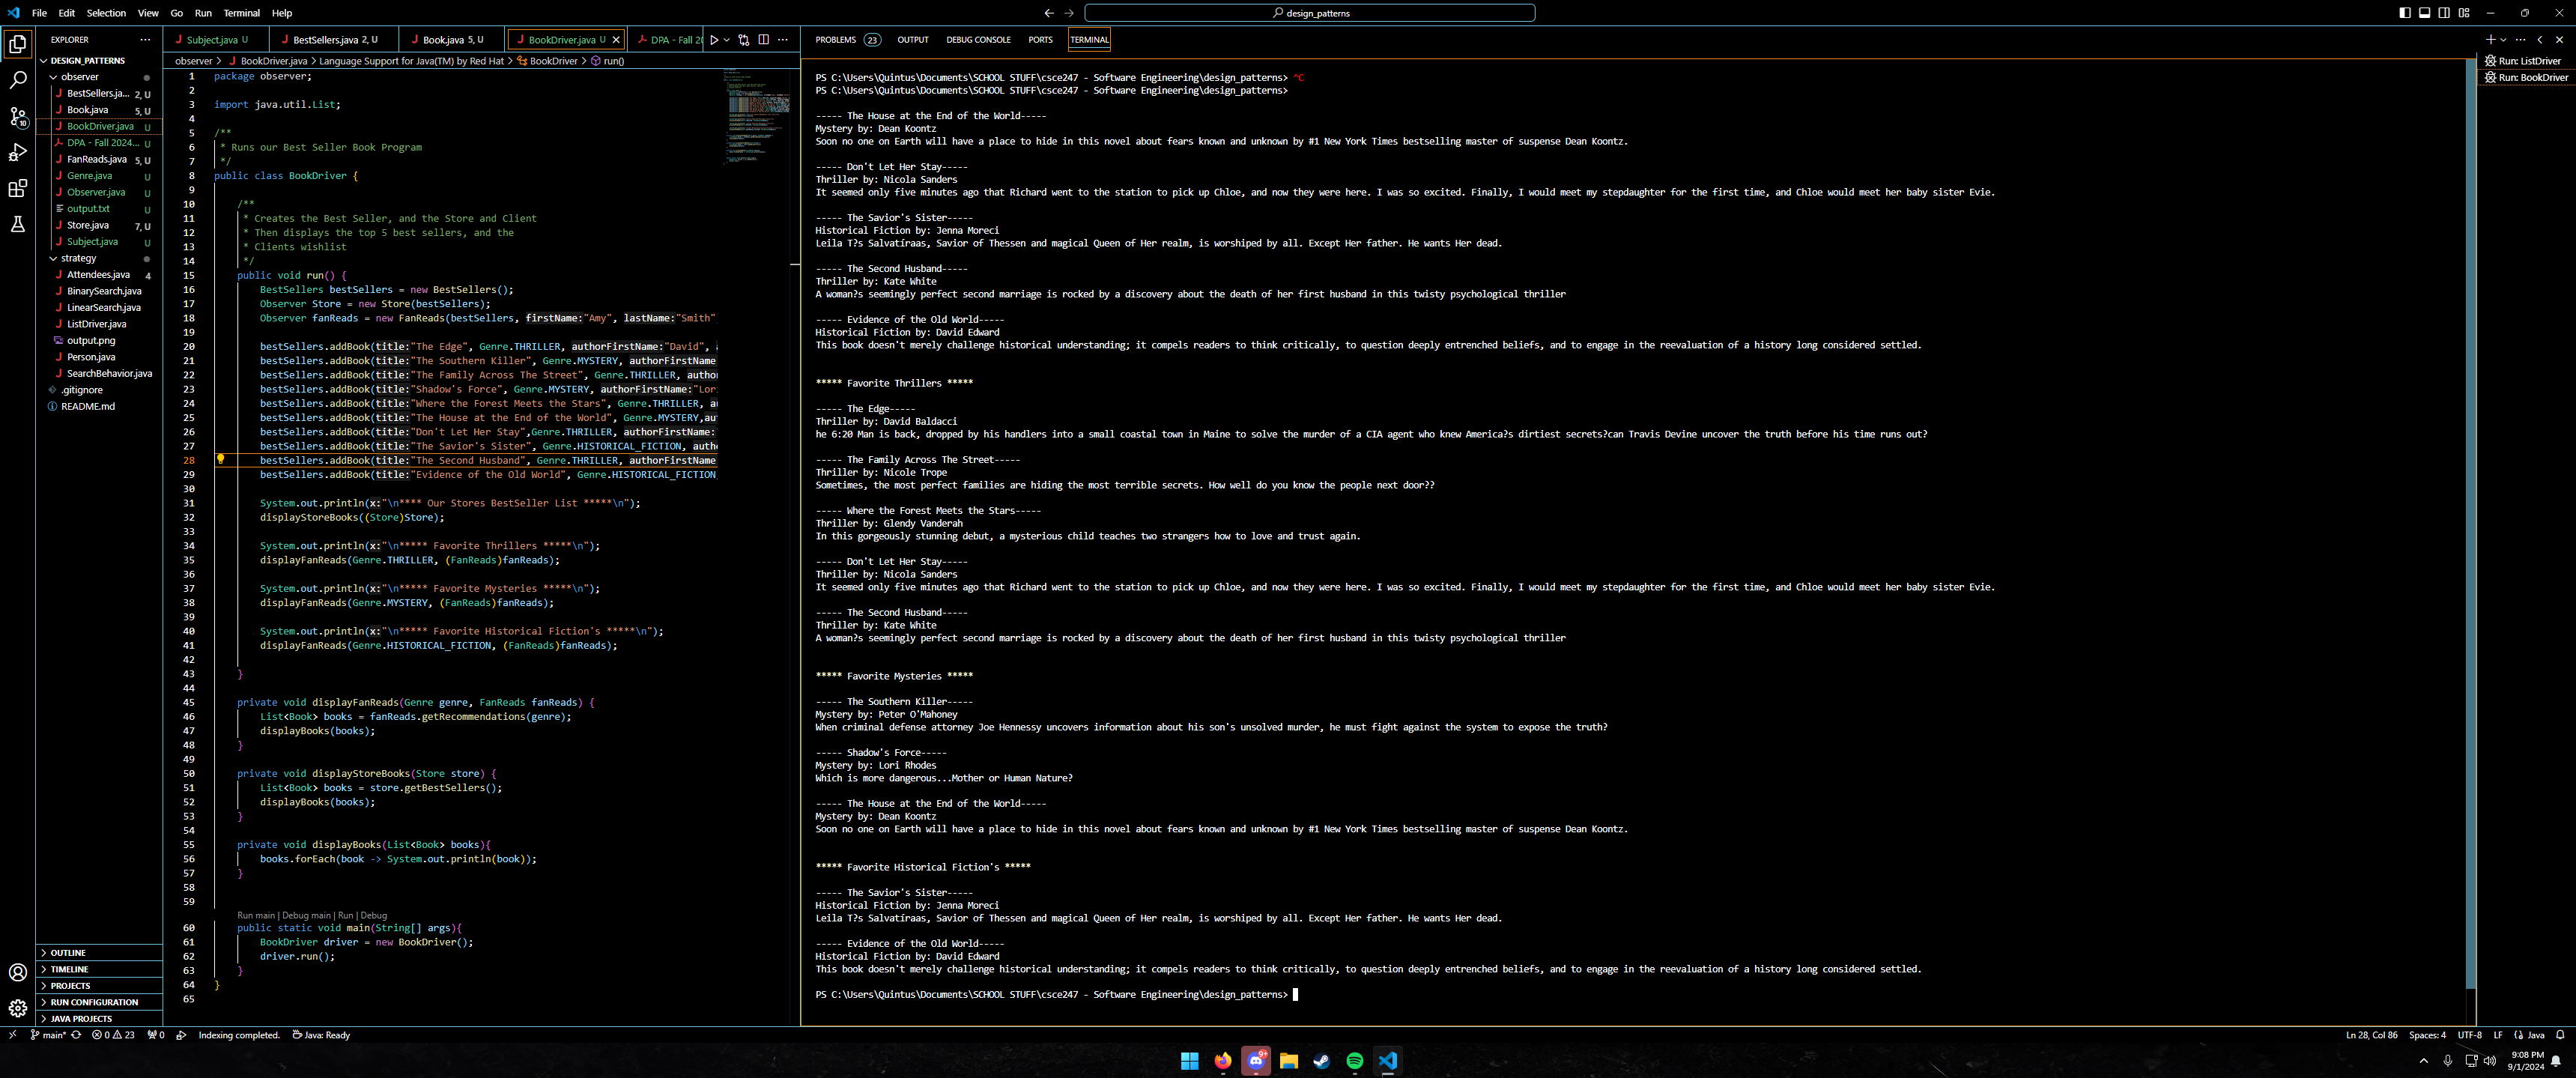 File Edit Selection View Go Run Terminal Help
design_patterns
EXPLORER
DESIGN_PATTERNS
observer
BestSellers.ja... 2, U
Book.java 5, U
BookDriver.java U
DPA - Fall 2024... U
FanReads.java 5, U
Genre.java U
Observer.java U
output.txt U
Store.java 7, U
Subject.java U
strategy
Attendees.java 4
BinarySearch.java
LinearSearch.java
ListDriver.java
output.png
Person.java
SearchBehavior.java
.gitignore
README.md
OUTLINE
TIMELINE
PROJECTS
RUN CONFIGURATION
JAVA PROJECTS
Subject.java U BestSellers.java 2, U Book.java 5, U BookDriver.java U DPA - Fall 20
observer > BookDriver.java > Language Support for Java(TM) by Red Hat > BookDriver > run()
1 package observer;
2
3 import java.util.List;
4
5 /**
6 * Runs our Best Seller Book Program
7 */
8 public class BookDriver {
9
10 /**
11 * Creates the Best Seller, and the Store and Client
12 * Then displays the top 5 best sellers, and the
13 * Clients wishlist
14 */
15 public void run() {
16 BestSellers bestSellers = new BestSellers();
17 Observer Store = new Store(bestSellers);
18 Observer fanReads = new FanReads(bestSellers, firstName:"Amy", lastName:"Smith"
19
20 bestSellers.addBook(title:"The Edge", Genre.THRILLER, authorFirstName:"David",
21 bestSellers.addBook(title:"The Southern Killer", Genre.MYSTERY, authorFirstName
22 bestSellers.addBook(title:"The Family Across The Street", Genre.THRILLER, autho
23 bestSellers.addBook(title:"Shadow's Force", Genre.MYSTERY, authorFirstName:"Lor
24 bestSellers.addBook(title:"Where the Forest Meets the Stars", Genre.THRILLER, au
25 bestSellers.addBook(title:"The House at the End of the World", Genre.MYSTERY,au
26 bestSellers.addBook(title:"Don't Let Her Stay",Genre.THRILLER, authorFirstName:
27 bestSellers.addBook(title:"The Savior's Sister", Genre.HISTORICAL_FICTION, auth
28 bestSellers.addBook(title:"The Second Husband", Genre.THRILLER, authorFirstName
29 bestSellers.addBook(title:"Evidence of the Old World", Genre.HISTORICAL_FICTION
30
31 System.out.println(x:"\n**** Our Stores BestSeller List *****\n");
32 displayStoreBooks((Store)Store);
33
34 System.out.println(x:"\n***** Favorite Thrillers *****\n");
35 displayFanReads(Genre.THRILLER, (FanReads)fanReads);
36
37 System.out.println(x:"\n***** Favorite Mysteries *****\n");
38 displayFanReads(Genre.MYSTERY, (FanReads)fanReads);
39
40 System.out.println(x:"\n***** Favorite Historical Fiction's *****\n");
41 displayFanReads(Genre.HISTORICAL_FICTION, (FanReads)fanReads);
42
43 }
44
45 private void displayFanReads(Genre genre, FanReads fanReads) {
46 List<Book> books = fanReads.getRecommendations(genre);
47 displayBooks(books);
48 }
49
50 private void displayStoreBooks(Store store) {
51 List<Book> books = store.getBestSellers();
52 displayBooks(books);
53 }
54
55 private void displayBooks(List<Book> books){
56 books.forEach(book -> System.out.println(book));
57 }
58
59
Run main | Debug main | Run | Debug
60 public static void main(String[] args){
61 BookDriver driver = new BookDriver();
62 driver.run();
63 }
64 }
65
PROBLEMS 23 OUTPUT DEBUG CONSOLE PORTS TERMINAL
PS C:\Users\Quintus\Documents\SCHOOL STUFF\csce247 - Software Engineering\design_patterns> ^C
PS C:\Users\Quintus\Documents\SCHOOL STUFF\csce247 - Software Engineering\design_patterns>
----- The House at the End of the World-----
Mystery by: Dean Koontz
Soon no one on Earth will have a place to hide in this novel about fears known and unknown by #1 New York Times bestselling master of suspense Dean Koontz.
----- Don't Let Her Stay-----
Thriller by: Nicola Sanders
It seemed only five minutes ago that Richard went to the station to pick up Chloe, and now they were here. I was so excited. Finally, I would meet my stepdaughter for the first time, and Chloe would meet her baby sister Evie.
----- The Savior's Sister-----
Historical Fiction by: Jenna Moreci
Leila T?s Salvatíraas, Savior of Thessen and magical Queen of Her realm, is worshiped by all. Except Her father. He wants Her dead.
----- The Second Husband-----
Thriller by: Kate White
A woman?s seemingly perfect second marriage is rocked by a discovery about the death of her first husband in this twisty psychological thriller
----- Evidence of the Old World-----
Historical Fiction by: David Edward
This book doesn't merely challenge historical understanding; it compels readers to think critically, to question deeply entrenched beliefs, and to engage in the reevaluation of a history long considered settled.
***** Favorite Thrillers *****
----- The Edge-----
Thriller by: David Baldacci
he 6:20 Man is back, dropped by his handlers into a small coastal town in Maine to solve the murder of a CIA agent who knew America?s dirtiest secrets?can Travis Devine uncover the truth before his time runs out?
----- The Family Across The Street-----
Thriller by: Nicole Trope
Sometimes, the most perfect families are hiding the most terrible secrets. How well do you know the people next door??
----- Where the Forest Meets the Stars-----
Thriller by: Glendy Vanderah
In this gorgeously stunning debut, a mysterious child teaches two strangers how to love and trust again.
----- Don't Let Her Stay-----
Thriller by: Nicola Sanders
It seemed only five minutes ago that Richard went to the station to pick up Chloe, and now they were here. I was so excited. Finally, I would meet my stepdaughter for the first time, and Chloe would meet her baby sister Evie.
----- The Second Husband-----
Thriller by: Kate White
A woman?s seemingly perfect second marriage is rocked by a discovery about the death of her first husband in this twisty psychological thriller
***** Favorite Mysteries *****
----- The Southern Killer-----
Mystery by: Peter O'Mahoney
When criminal defense attorney Joe Hennessy uncovers information about his son's unsolved murder, he must fight against the system to expose the truth?
----- Shadow's Force-----
Mystery by: Lori Rhodes
Which is more dangerous...Mother or Human Nature?
----- The House at the End of the World-----
Mystery by: Dean Koontz
Soon no one on Earth will have a place to hide in this novel about fears known and unknown by #1 New York Times bestselling master of suspense Dean Koontz.
***** Favorite Historical Fiction's *****
----- The Savior's Sister-----
Historical Fiction by: Jenna Moreci
Leila T?s Salvatíraas, Savior of Thessen and magical Queen of Her realm, is worshiped by all. Except Her father. He wants Her dead.
----- Evidence of the Old World-----
Historical Fiction by: David Edward
This book doesn't merely challenge historical understanding; it compels readers to think critically, to question deeply entrenched beliefs, and to engage in the reevaluation of a history long considered settled.
PS C:\Users\Quintus\Documents\SCHOOL STUFF\csce247 - Software Engineering\design_patterns>
Run: ListDriver
Run: BookDriver
main* 0 23 0 Indexing completed. Java: Ready
Ln 28, Col 86 Spaces: 4 UTF-8 LF Java
9:08 PM
9/1/2024